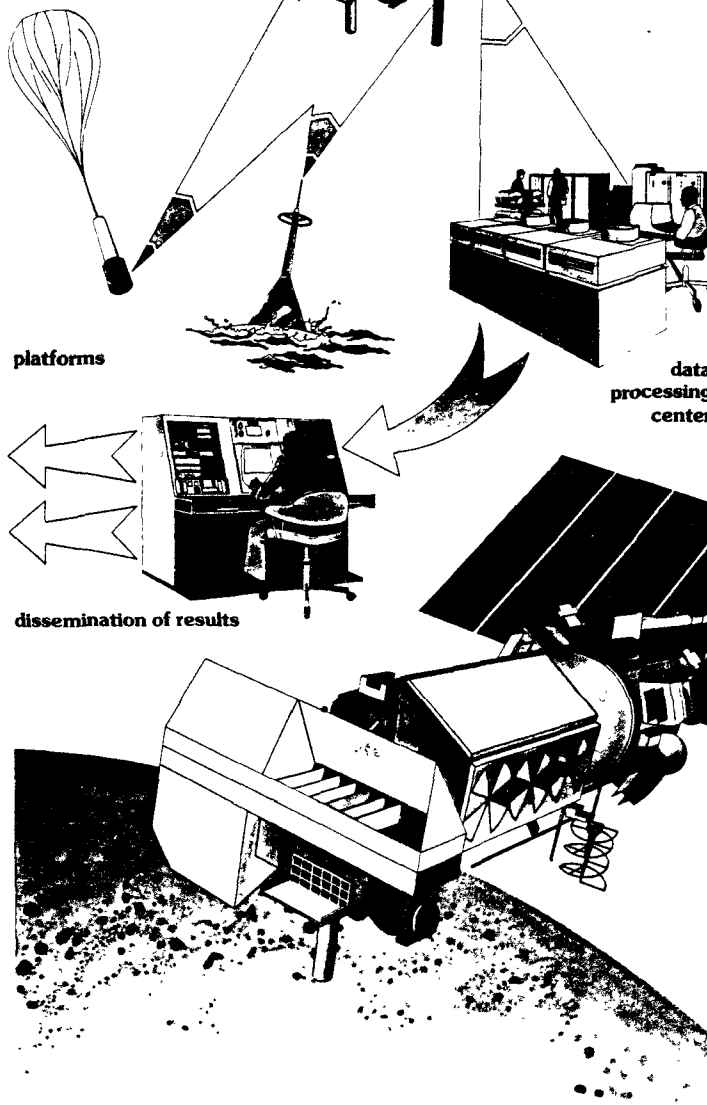 platforms
data
processing
center
dissemination of results